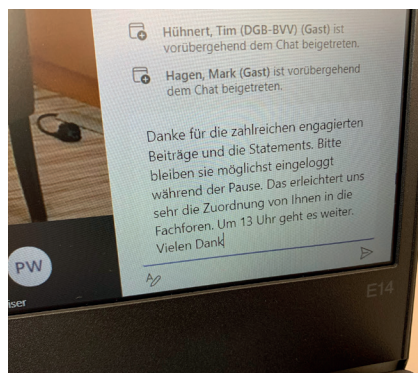 Hühnert, Tim (DGB-BVV) (Gast) ist
vorübergehend dem Chat beigetreten.
Hagen, Mark (Gast) ist vorübergehend
dem Chat beigetreten.
Danke für die zahlreichen engagierten
Beiträge und die Statements. Bitte
bleiben sie möglichst eingeloggt
während der Pause. Das erleichtert uns
sehr die Zuordnung von Ihnen in die
Fachforen. Um 13 Uhr geht es weiter.
Vielen Dank
PW
iser
E14